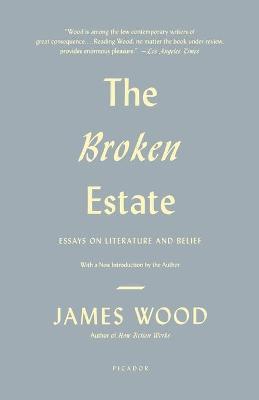 "Wood is among the few contemporary writers of
great consequence. . . . Reading Wood, no matter the book under review,
provides enormous pleasure." —Los Angeles Times
The
Broken
Estate
ESSAYS ON LITERATURE AND BELIEF
With a New Introduction by the Author
JAMES WOOD
Author of How Fiction Works
PICADOR